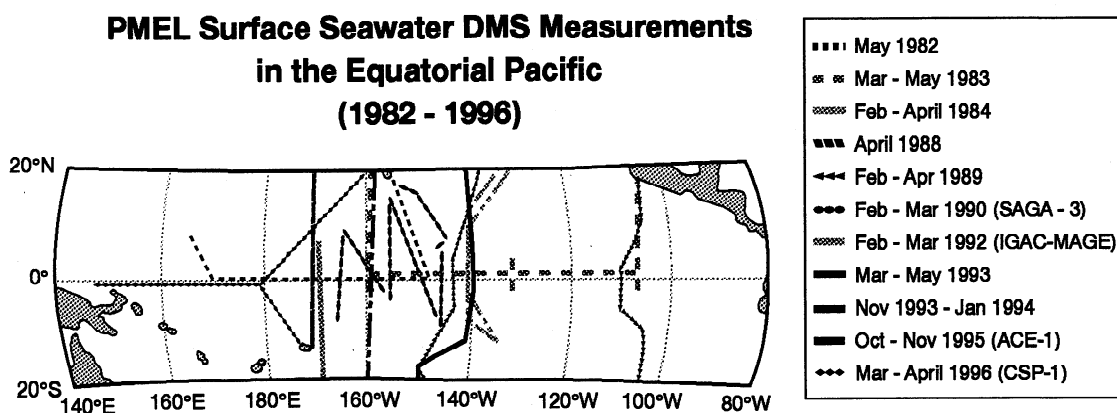 PMEL Surface Seawater DMS Measurements
in the Equatorial Pacific
(1982 - 1996)
May 1982
Mar - May 1983
Feb - April 1984
April 1988
Feb - Apr 1989
Feb - Mar 1990 (SAGA - 3)
Feb - Mar 1992 (IGAC-MAGE)
Mar - May 1993
Nov 1993 - Jan 1994
Oct - Nov 1995 (ACE-1)
Mar - April 1996 (CSP-1)
20°N
0°
20°S
140°E 160°E 180°E 160°W 140°W 120°W 100°W 80°W